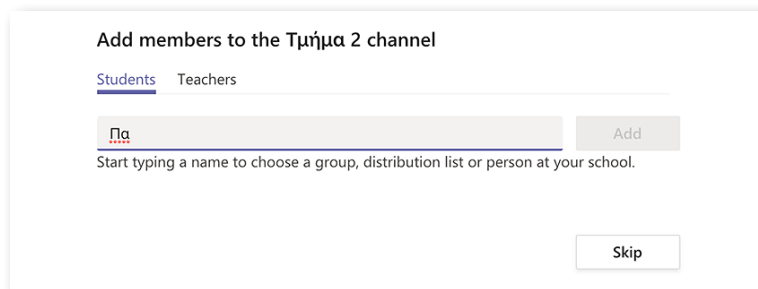 Add members to the Τμήμα 2 channel
Students Teachers
Πα Add
Start typing a name to choose a group, distribution list or person at your school.
Skip